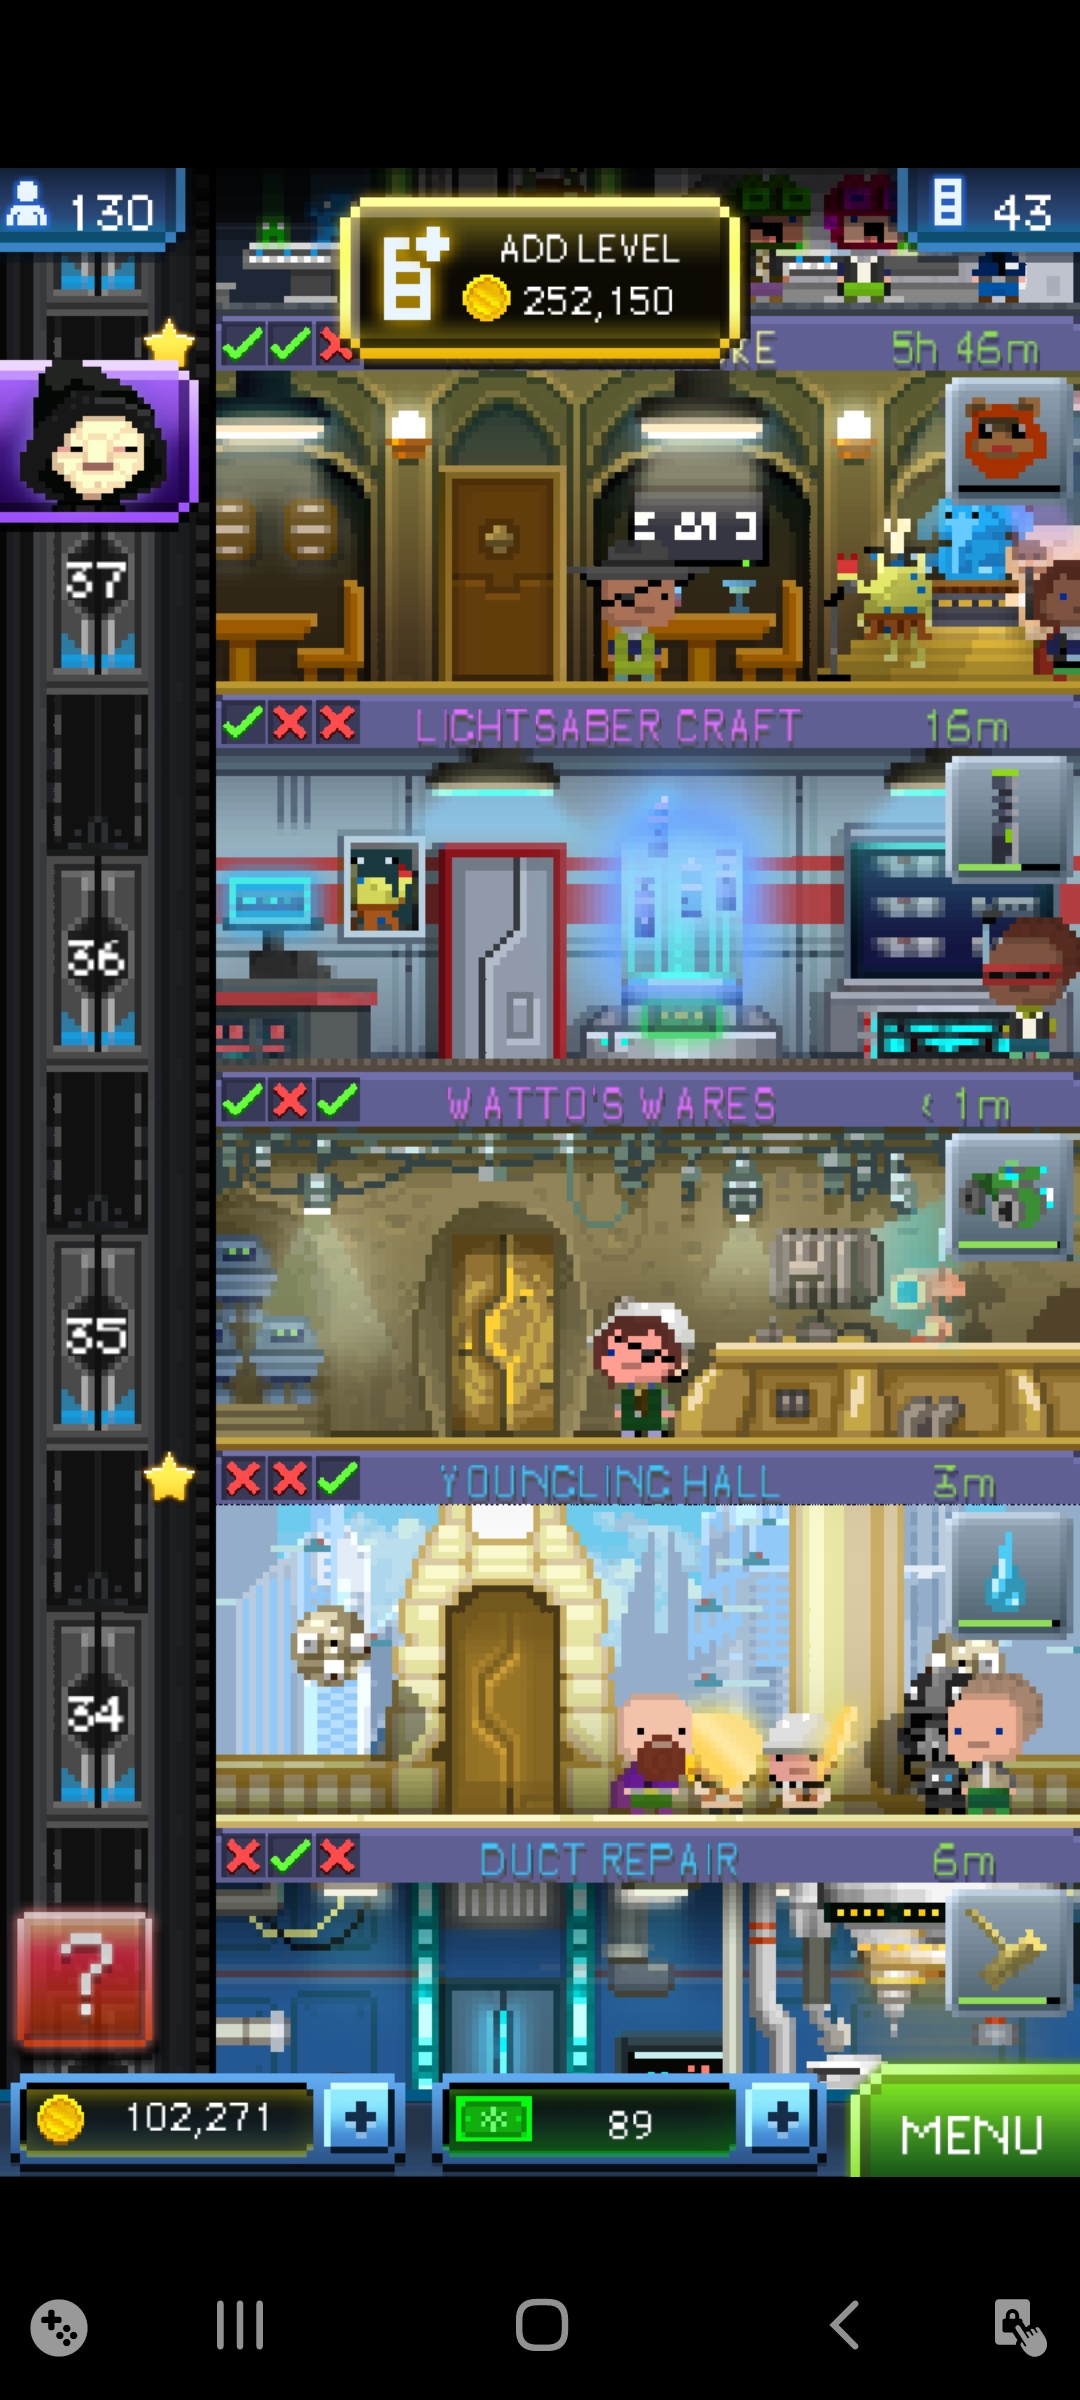 130
ADD LEVEL
252,150
43
5h 46m
37
LIGHTSABER CRAFT 16m
36
WATTO'S WARES < 1m
35
YOUNGLING HALL 3m
34
DUCT REPAIR 6m
?
102,271 +
89 +
MENU